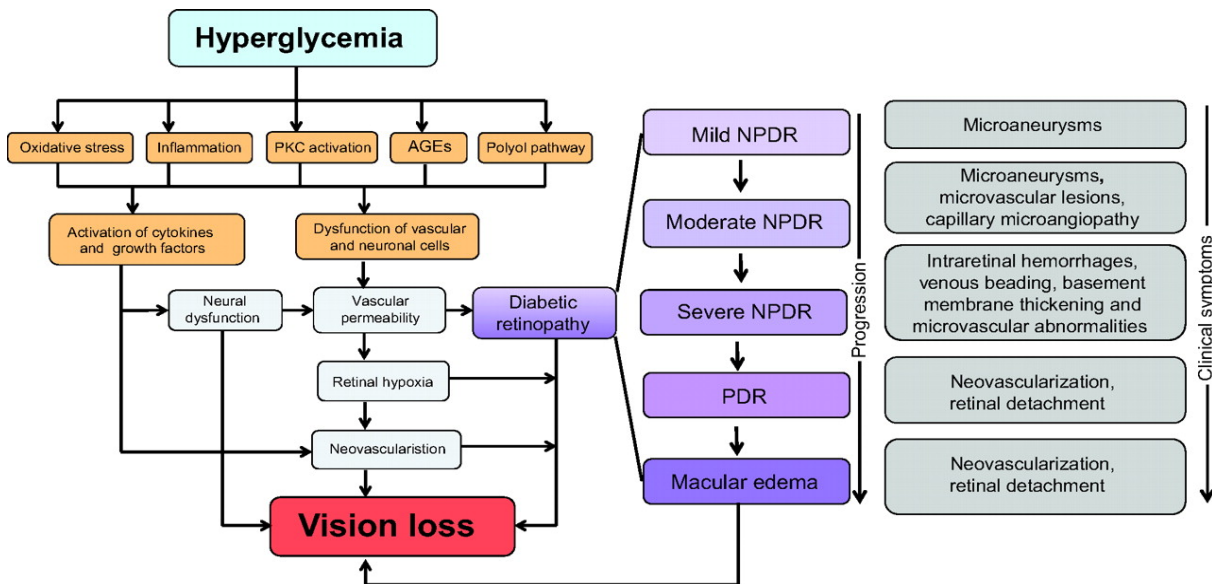 Hyperglycemia
Oxidative stress
Inflammation
PKC activation
AGEs
Polyol pathway
Activation of cytokines
and growth factors
Dysfunction of vascular
and neuronal cells
Neural
dysfunction
Vascular
permeability
Diabetic
retinopathy
Retinal hypoxia
Neovascularistion
Vision loss
Mild NPDR
Moderate NPDR
Severe NPDR
PDR
Macular edema
Progression
Microaneurysms
Microaneurysms,
microvascular lesions,
capillary microangiopathy
Intraretinal hemorrhages,
venous beading, basement
membrane thickening and
microvascular abnormalities
Neovascularization,
retinal detachment
Neovascularization,
retinal detachment
Clinical symptoms